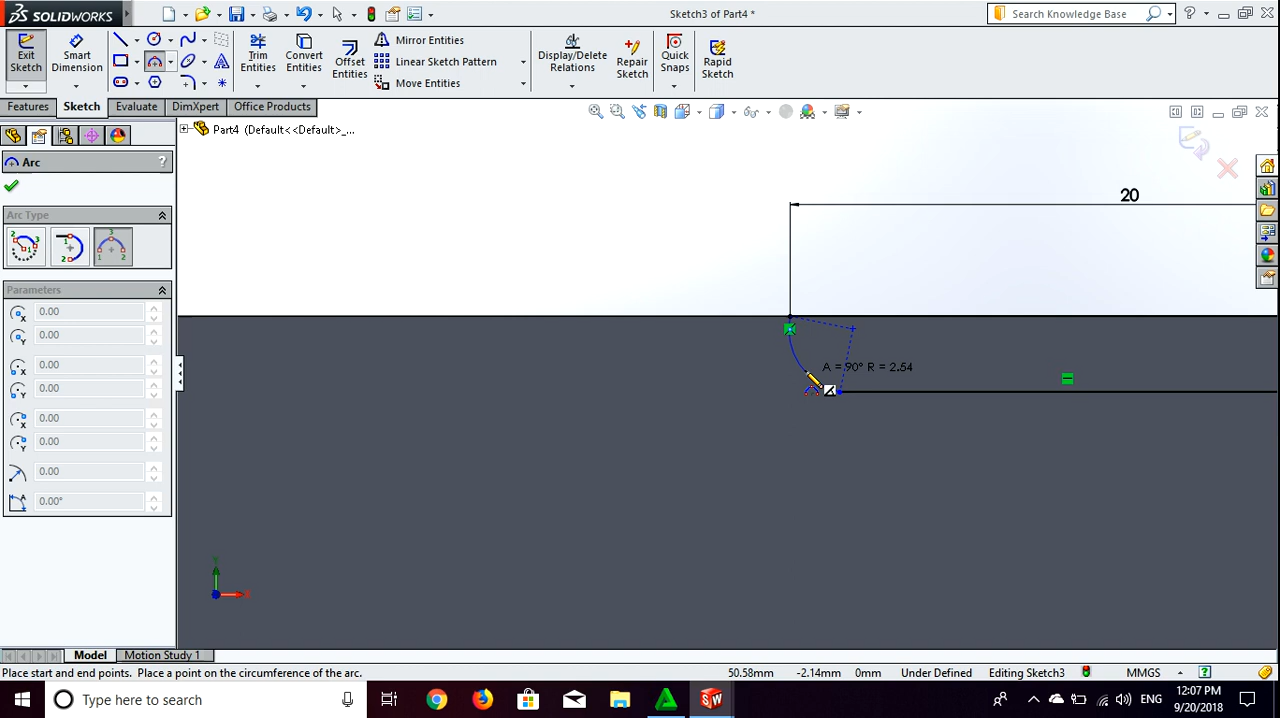 SOLIDWORKS
Sketch3 of Part4 *
Search Knowledge Base
Exit Sketch
Smart Dimension
Trim Entities
Convert Entities
Offset Entities
Mirror Entities
Linear Sketch Pattern
Move Entities
Display/Delete Relations
Repair Sketch
Quick Snaps
Rapid Sketch
Features
Sketch
Evaluate
DimXpert
Office Products
Part4 (Default<<Default>_...
Arc
?
Arc Type
Parameters
0.00
0.00
0.00
0.00
0.00
0.00
0.00
0.00°
20
A = 90° R = 2.54
Model
Motion Study 1
Place start and end points. Place a point on the circumference of the arc.
50.58mm
-2.14mm
0mm
Under Defined
Editing Sketch3
MMGS
?
Type here to search
ENG
12:07 PM
9/20/2018